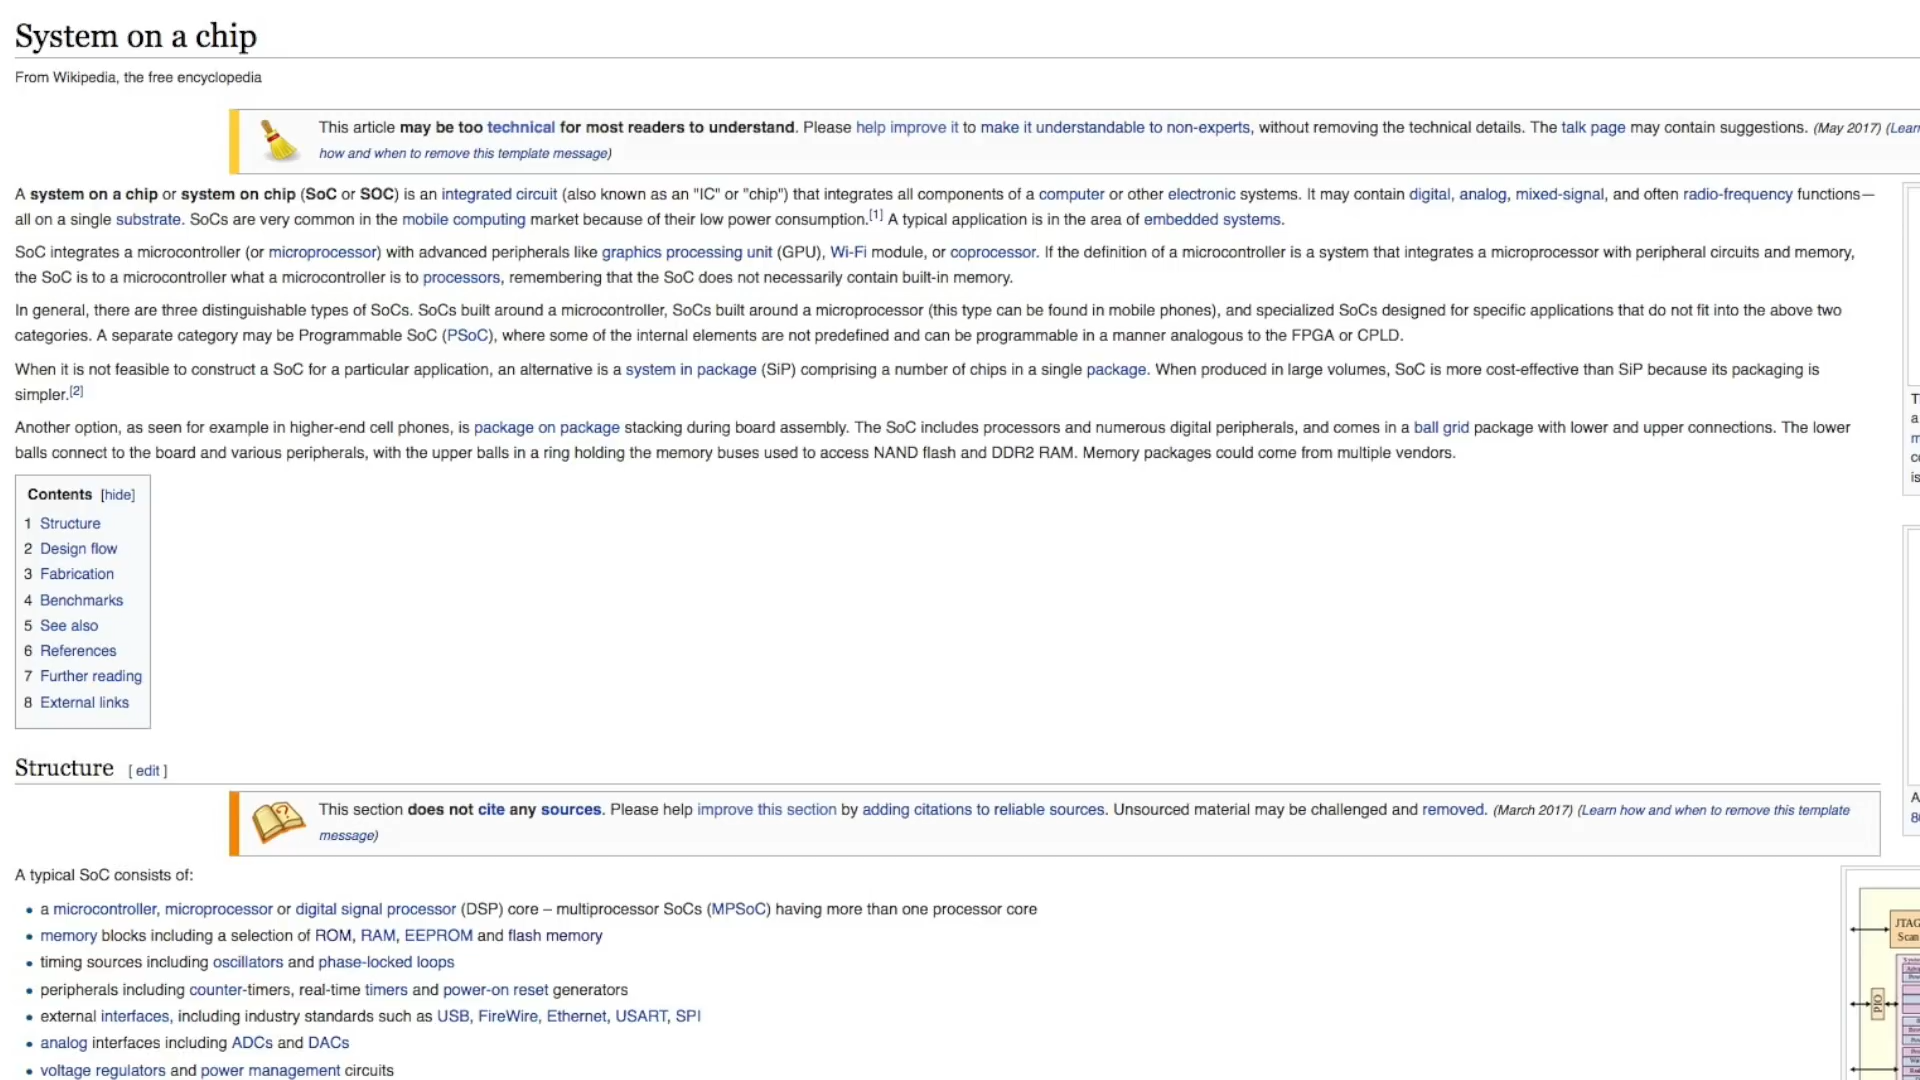 System on a chip
From Wikipedia, the free encyclopedia
This article may be too technical for most readers to understand. Please help improve it to make it understandable to non-experts, without removing the technical details. The talk page may contain suggestions. (May 2017) (Learn
how and when to remove this template message)
A system on a chip or system on chip (SoC or SOC) is an integrated circuit (also known as an "IC" or "chip") that integrates all components of a computer or other electronic systems. It may contain digital, analog, mixed-signal, and often radio-frequency functions—
all on a single substrate. SoCs are very common in the mobile computing market because of their low power consumption.[1] A typical application is in the area of embedded systems.
SoC integrates a microcontroller (or microprocessor) with advanced peripherals like graphics processing unit (GPU), Wi-Fi module, or coprocessor. If the definition of a microcontroller is a system that integrates a microprocessor with peripheral circuits and memory,
the SoC is to a microcontroller what a microcontroller is to processors, remembering that the SoC does not necessarily contain built-in memory.
In general, there are three distinguishable types of SoCs. SoCs built around a microcontroller, SoCs built around a microprocessor (this type can be found in mobile phones), and specialized SoCs designed for specific applications that do not fit into the above two
categories. A separate category may be Programmable SoC (PSoC), where some of the internal elements are not predefined and can be programmable in a manner analogous to the FPGA or CPLD.
When it is not feasible to construct a SoC for a particular application, an alternative is a system in package (SiP) comprising a number of chips in a single package. When produced in large volumes, SoC is more cost-effective than SiP because its packaging is
simpler.[2]
Another option, as seen for example in higher-end cell phones, is package on package stacking during board assembly. The SoC includes processors and numerous digital peripherals, and comes in a ball grid package with lower and upper connections. The lower
balls connect to the board and various peripherals, with the upper balls in a ring holding the memory buses used to access NAND flash and DDR2 RAM. Memory packages could come from multiple vendors.
Contents [hide]
1 Structure
2 Design flow
3 Fabrication
4 Benchmarks
5 See also
6 References
7 Further reading
8 External links
Structure [ edit ]
This section does not cite any sources. Please help improve this section by adding citations to reliable sources. Unsourced material may be challenged and removed. (March 2017) (Learn how and when to remove this template
message)
A typical SoC consists of:
• a microcontroller, microprocessor or digital signal processor (DSP) core – multiprocessor SoCs (MPSoC) having more than one processor core
• memory blocks including a selection of ROM, RAM, EEPROM and flash memory
• timing sources including oscillators and phase-locked loops
• peripherals including counter-timers, real-time timers and power-on reset generators
• external interfaces, including industry standards such as USB, FireWire, Ethernet, USART, SPI
• analog interfaces including ADCs and DACs
• voltage regulators and power management circuits
JTAG
Scan
PIO